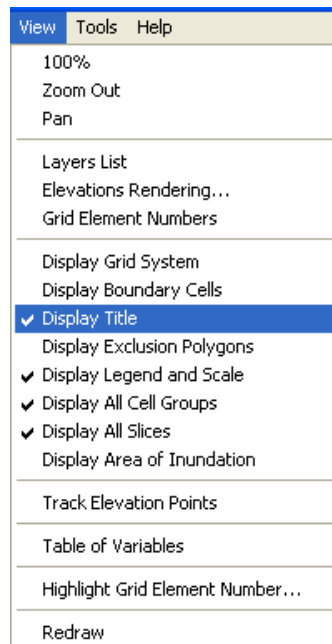 View Tools Help
100%
Zoom Out
Pan
Layers List
Elevations Rendering...
Grid Element Numbers
Display Grid System
Display Boundary Cells
✓ Display Title
Display Exclusion Polygons
✓ Display Legend and Scale
✓ Display All Cell Groups
✓ Display All Slices
Display Area of Inundation
Track Elevation Points
Table of Variables
Highlight Grid Element Number...
Redraw